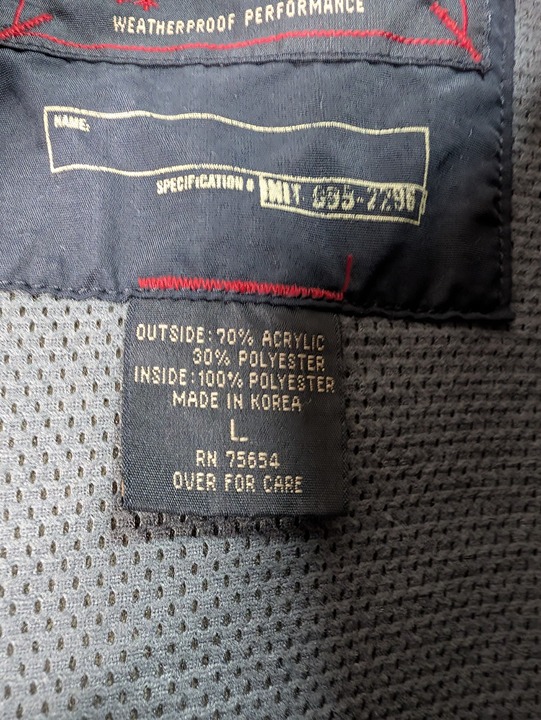 WEATHERPROOF PERFORMANCE
NAME:
SPECIFICATION #
OUTSIDE: 70% ACRYLIC
30% POLYESTER
INSIDE: 100% POLYESTER
MADE IN KOREA
L
RN 75654
OVER FOR CARE